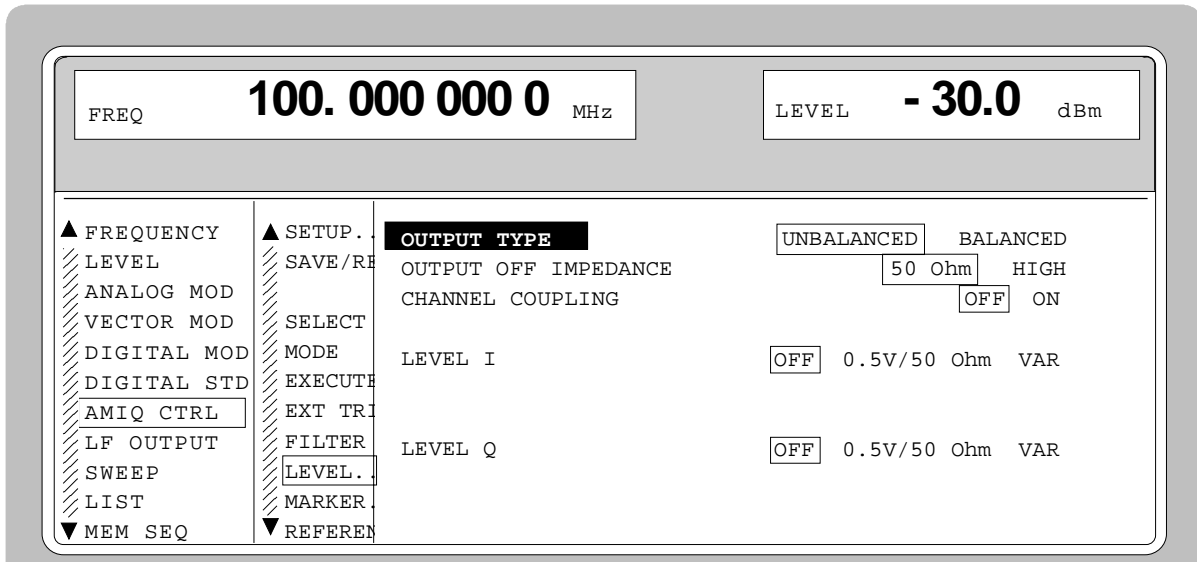 FREQ 100. 000 000 0 MHz
LEVEL - 30.0 dBm
FREQUENCY
LEVEL
ANALOG MOD
VECTOR MOD
DIGITAL MOD
DIGITAL STD
AMIQ CTRL
LF OUTPUT
SWEEP
LIST
MEM SEQ
SETUP..
SAVE/RE
SELECT
MODE
EXECUTE
EXT TRI
FILTER
LEVEL..
MARKER.
REFEREN
OUTPUT TYPE UNBALANCED BALANCED
OUTPUT OFF IMPEDANCE 50 Ohm HIGH
CHANNEL COUPLING OFF ON
LEVEL I OFF 0.5V/50 Ohm VAR
LEVEL Q OFF 0.5V/50 Ohm VAR